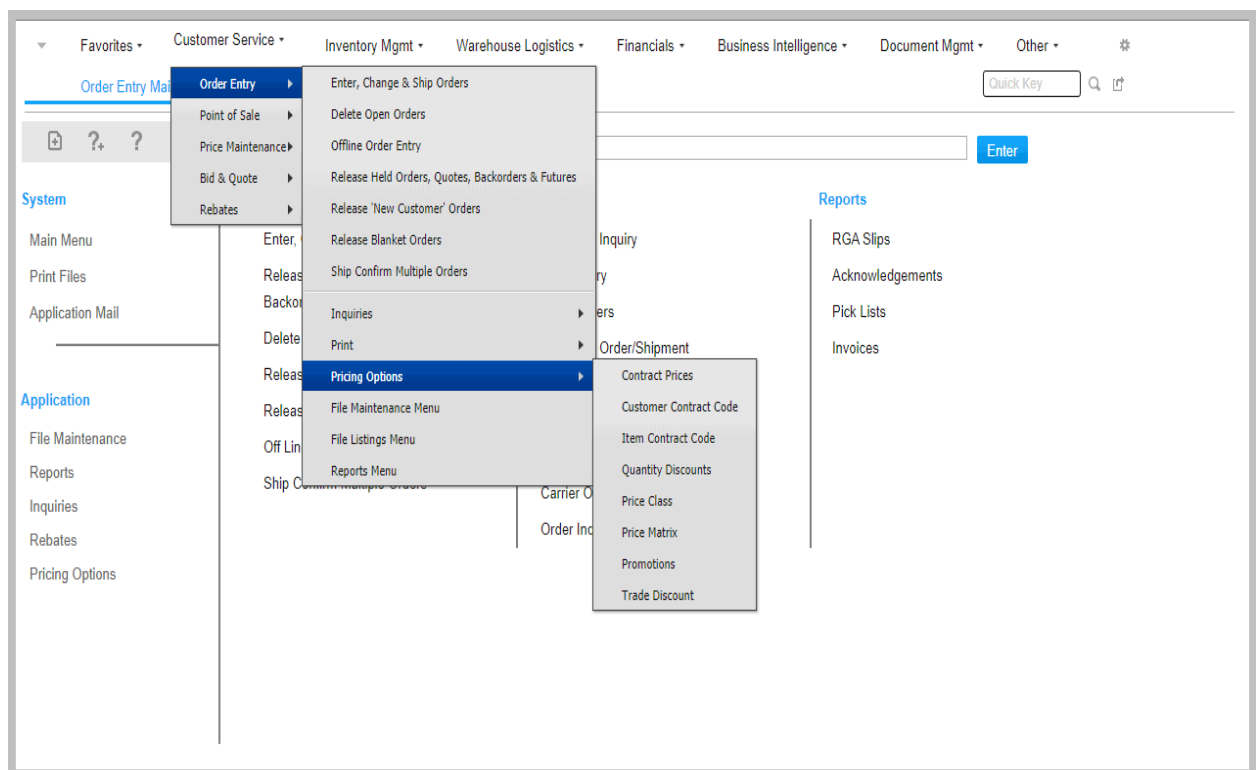 Favorites
Customer Service
Inventory Mgmt
Warehouse Logistics
Financials
Business Intelligence
Document Mgmt
Other
Order Entry
Quick Key
Enter
Order Entry
Point of Sale
Price Maintenance
Bid & Quote
Rebates
Enter, Change & Ship Orders
Delete Open Orders
Offline Order Entry
Release Held Orders, Quotes, Backorders & Futures
Release 'New Customer' Orders
Release Blanket Orders
Ship Confirm Multiple Orders
Inquiries
Print
Pricing Options
File Maintenance Menu
File Listings Menu
Reports Menu
Contract Prices
Customer Contract Code
Item Contract Code
Quantity Discounts
Price Class
Price Matrix
Promotions
Trade Discount
System
Main Menu
Print Files
Application Mail
Application
File Maintenance
Reports
Inquiries
Rebates
Pricing Options
Enter,
Delete
Off
Ship Confirm Multiple Orders
Inquiry
Order/Shipment
Carrier
Order
Reports
RGA Slips
Acknowledgements
Pick Lists
Invoices